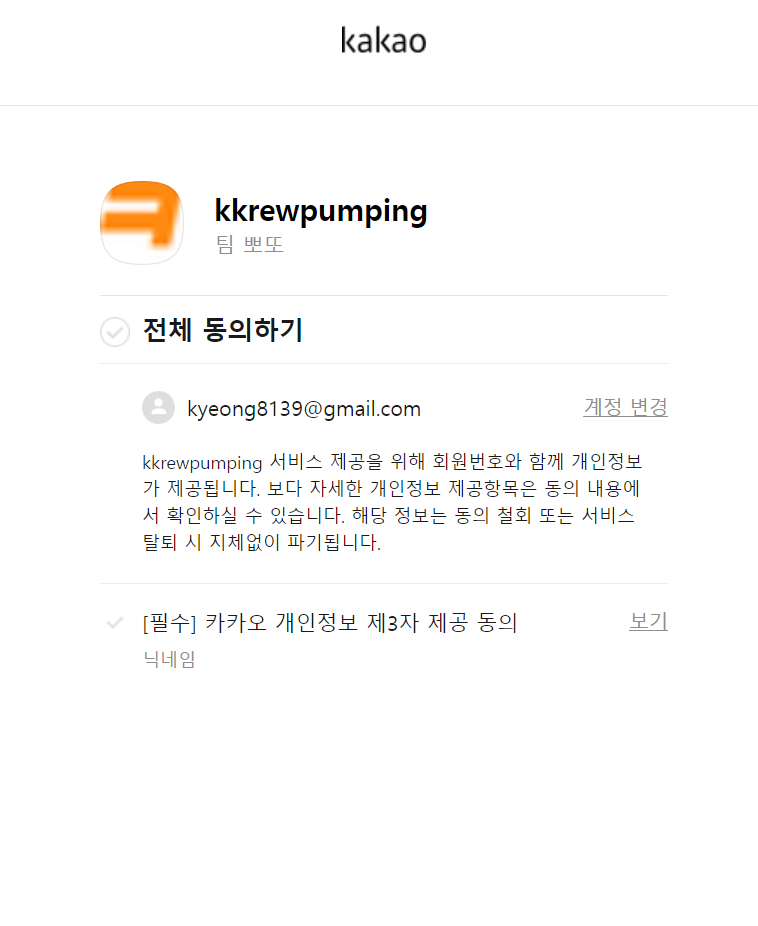 kakao
kkrewpumping
팀 뽀또
전체 동의하기
kyeong8139@gmail.com 계정 변경
kkrewpumping 서비스 제공을 위해 회원번호와 함께 개인정보
가 제공됩니다. 보다 자세한 개인정보 제공항목은 동의 내용에
서 확인하실 수 있습니다. 해당 정보는 동의 철회 또는 서비스
탈퇴 시 지체없이 파기됩니다.
[필수] 카카오 개인정보 제3자 제공 동의 보기
닉네임